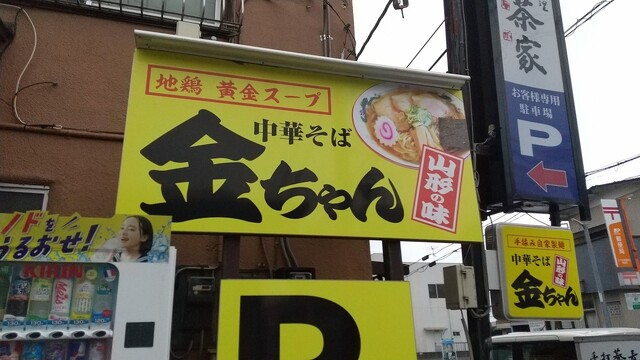 地鶏 黄金スープ
中華そば
金ちゃん
山形の味
茶家
お客様専用
駐車場
P
手揉み自家製麺
中華そば
金ちゃん
山形の味
ノドを
うるおせ!
KIRIN
P